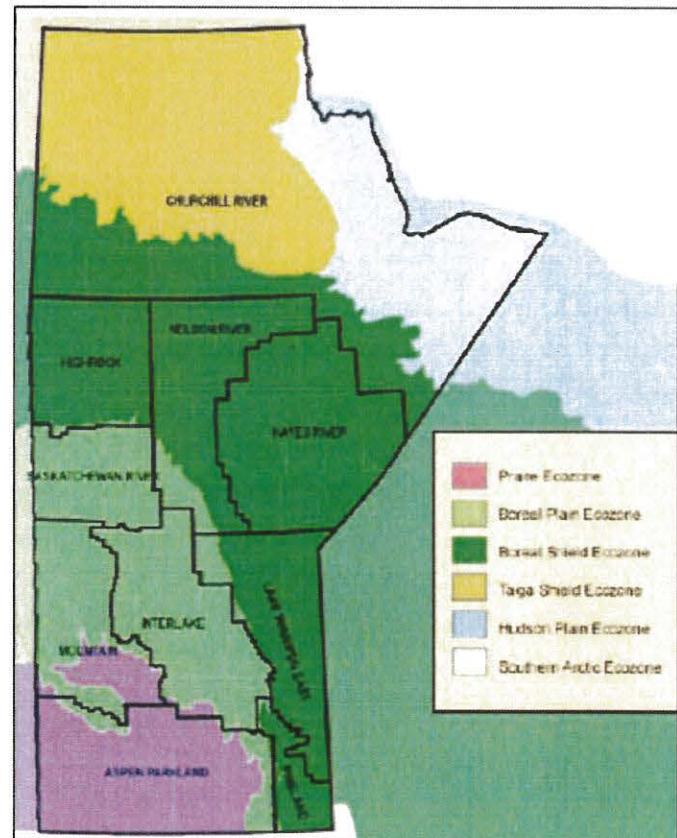 CHURCHILL RIVER
NELSON RIVER
HIGHROCK
HAYES RIVER
SASKATCHEWAN RIVER
INTERLAKE
LAKE WINNIPEG EAST
MOUNTAIN
ASPEN PARKLAND
PINELAND
Prairie Ecozone
Boreal Plain Ecozone
Boreal Shield Ecozone
Taiga Shield Ecozone
Hudson Plain Ecozone
Southern Arctic Ecozone